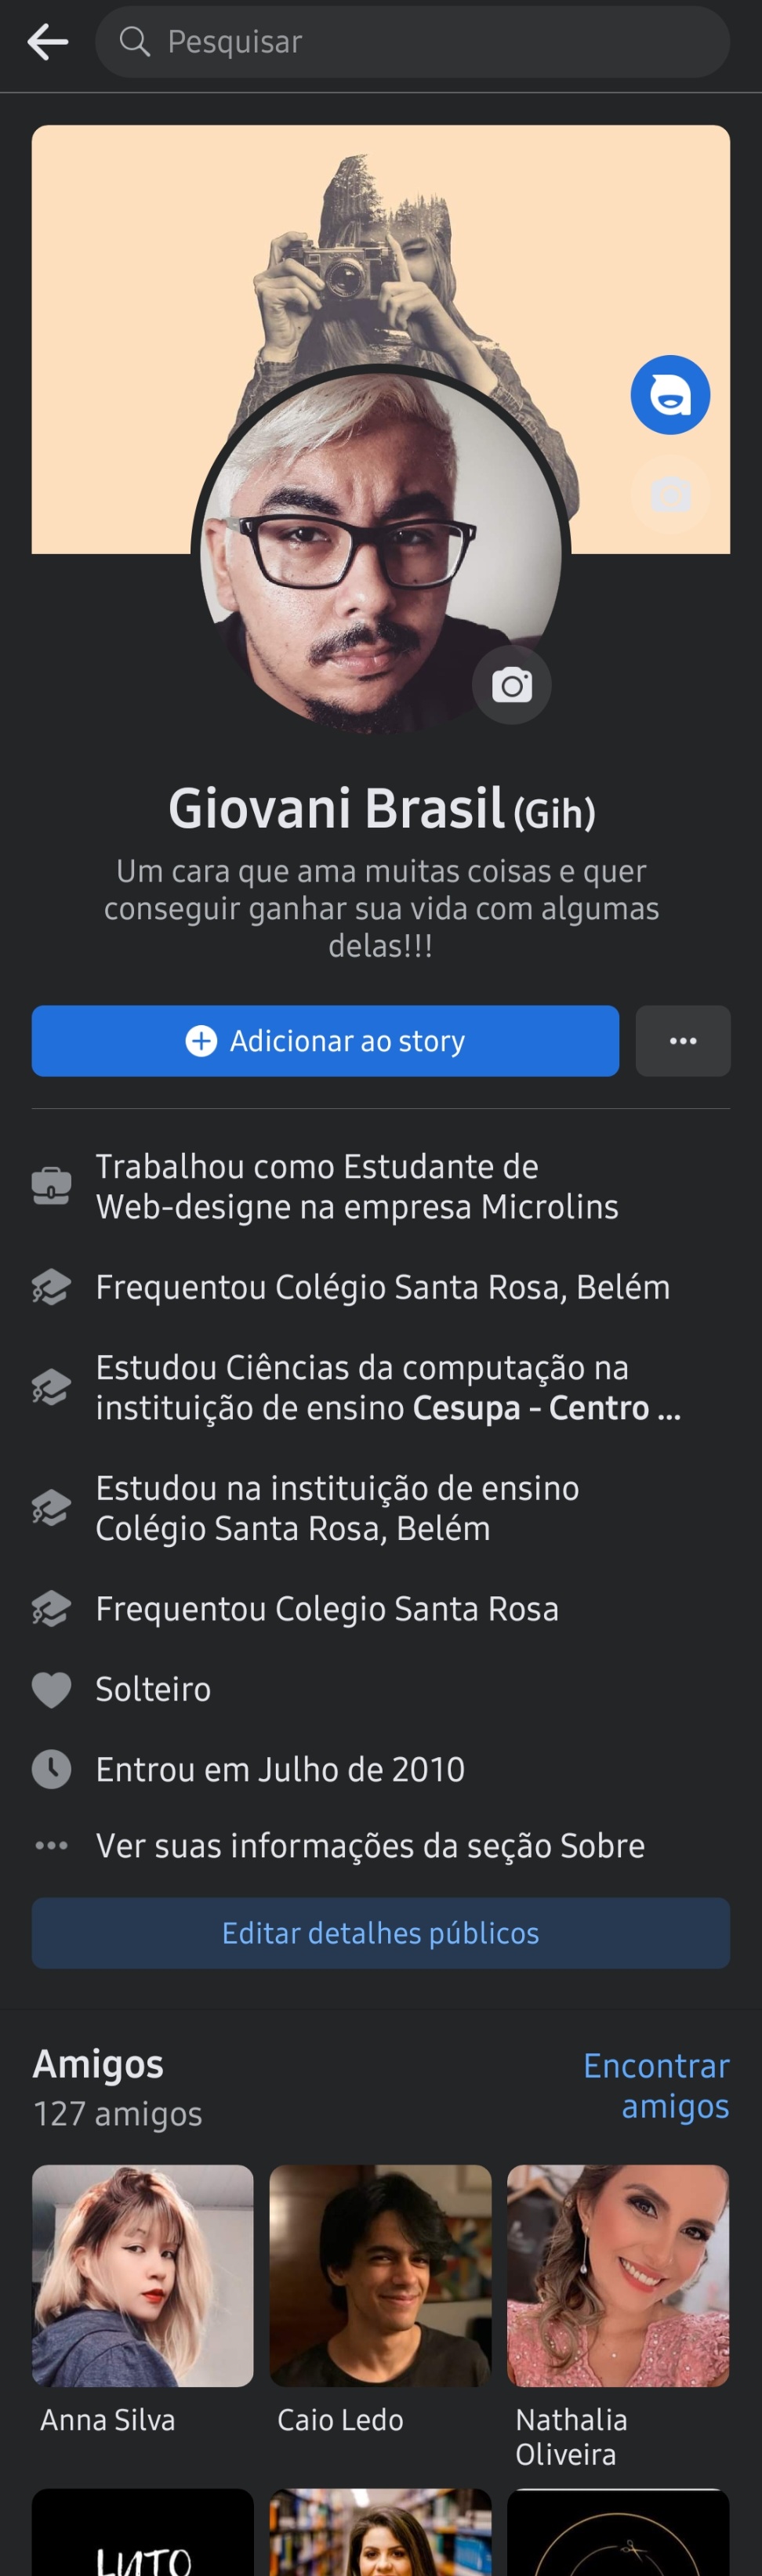 Pesquisar
Giovani Brasil (Gih)
Um cara que ama muitas coisas e quer
conseguir ganhar sua vida com algumas
delas!!!
Adicionar ao story
Trabalhou como Estudante de
Web-designe na empresa Microlins
Frequentou Colégio Santa Rosa, Belém
Estudou Ciências da computação na
instituição de ensino Cesupa - Centro ...
Estudou na instituição de ensino
Colégio Santa Rosa, Belém
Frequentou Colegio Santa Rosa
Solteiro
Entrou em Julho de 2010
Ver suas informações da seção Sobre
Editar detalhes públicos
Amigos
Encontrar
amigos
127 amigos
Anna Silva
Caio Ledo
Nathalia
Oliveira
LUTO